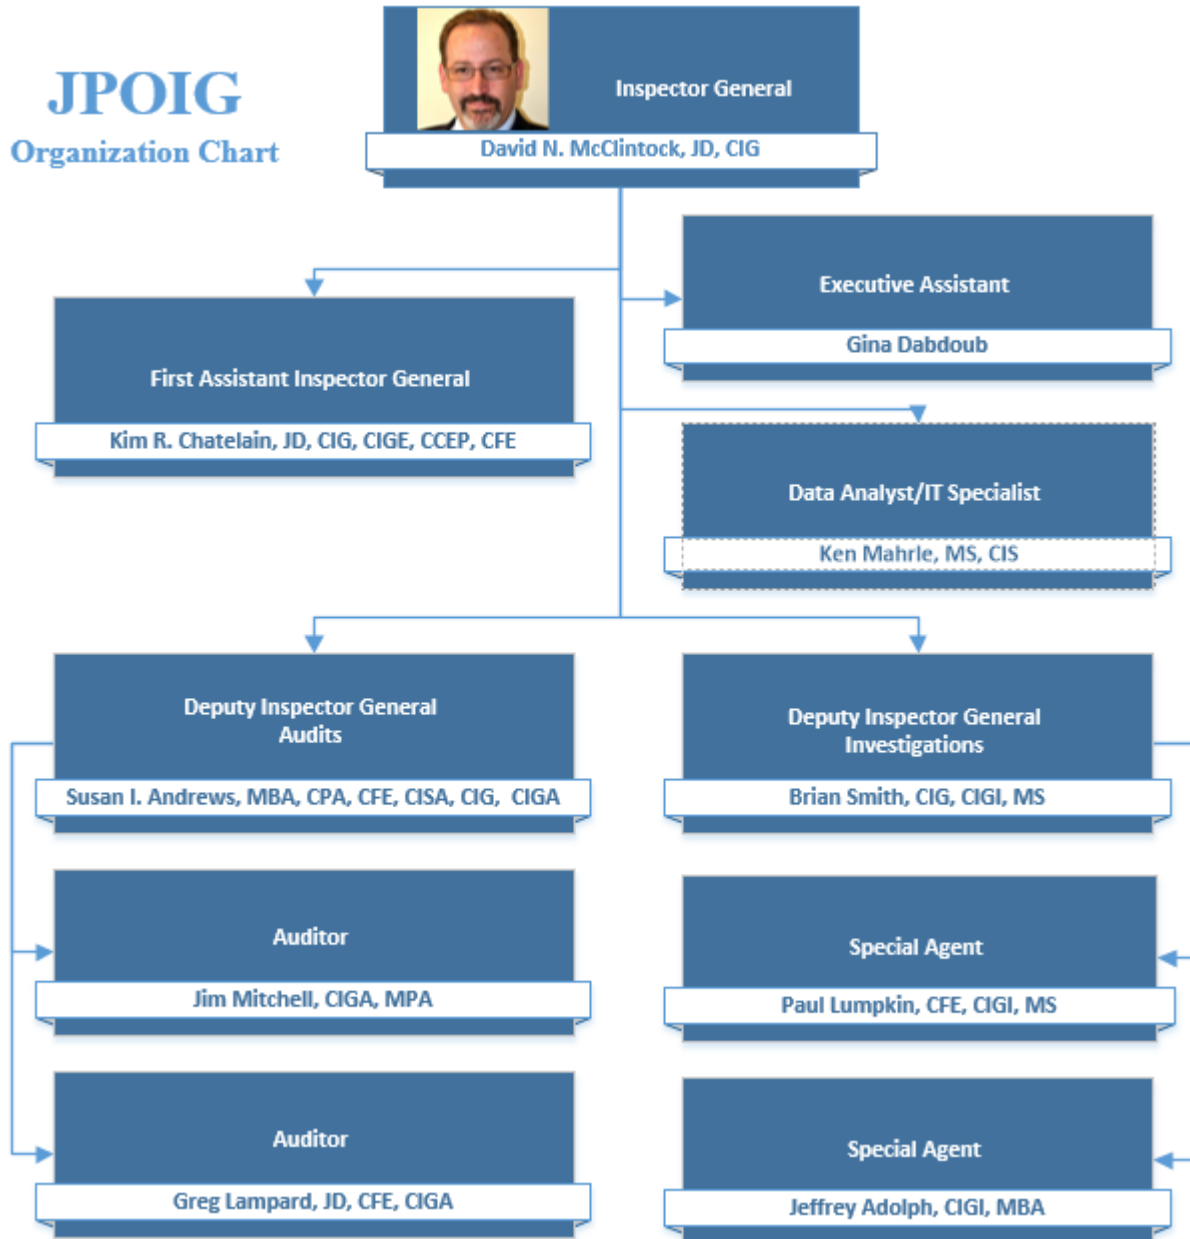 JPOIG
Organization Chart
Inspector General
David N. McClintock, JD, CIG
Executive Assistant
Gina Dabdoub
First Assistant Inspector General
Kim R. Chatelain, JD, CIG, CIGE, CCEP, CFE
Data Analyst/IT Specialist
Ken Mahrle, MS, CIS
Deputy Inspector General
Audits
Susan I. Andrews, MBA, CPA, CFE, CISA, CIG, CIGA
Deputy Inspector General
Investigations
Brian Smith, CIG, CIGI, MS
Auditor
Jim Mitchell, CIGA, MPA
Special Agent
Paul Lumpkin, CFE, CIGI, MS
Auditor
Greg Lampard, JD, CFE, CIGA
Special Agent
Jeffrey Adolph, CIGI, MBA